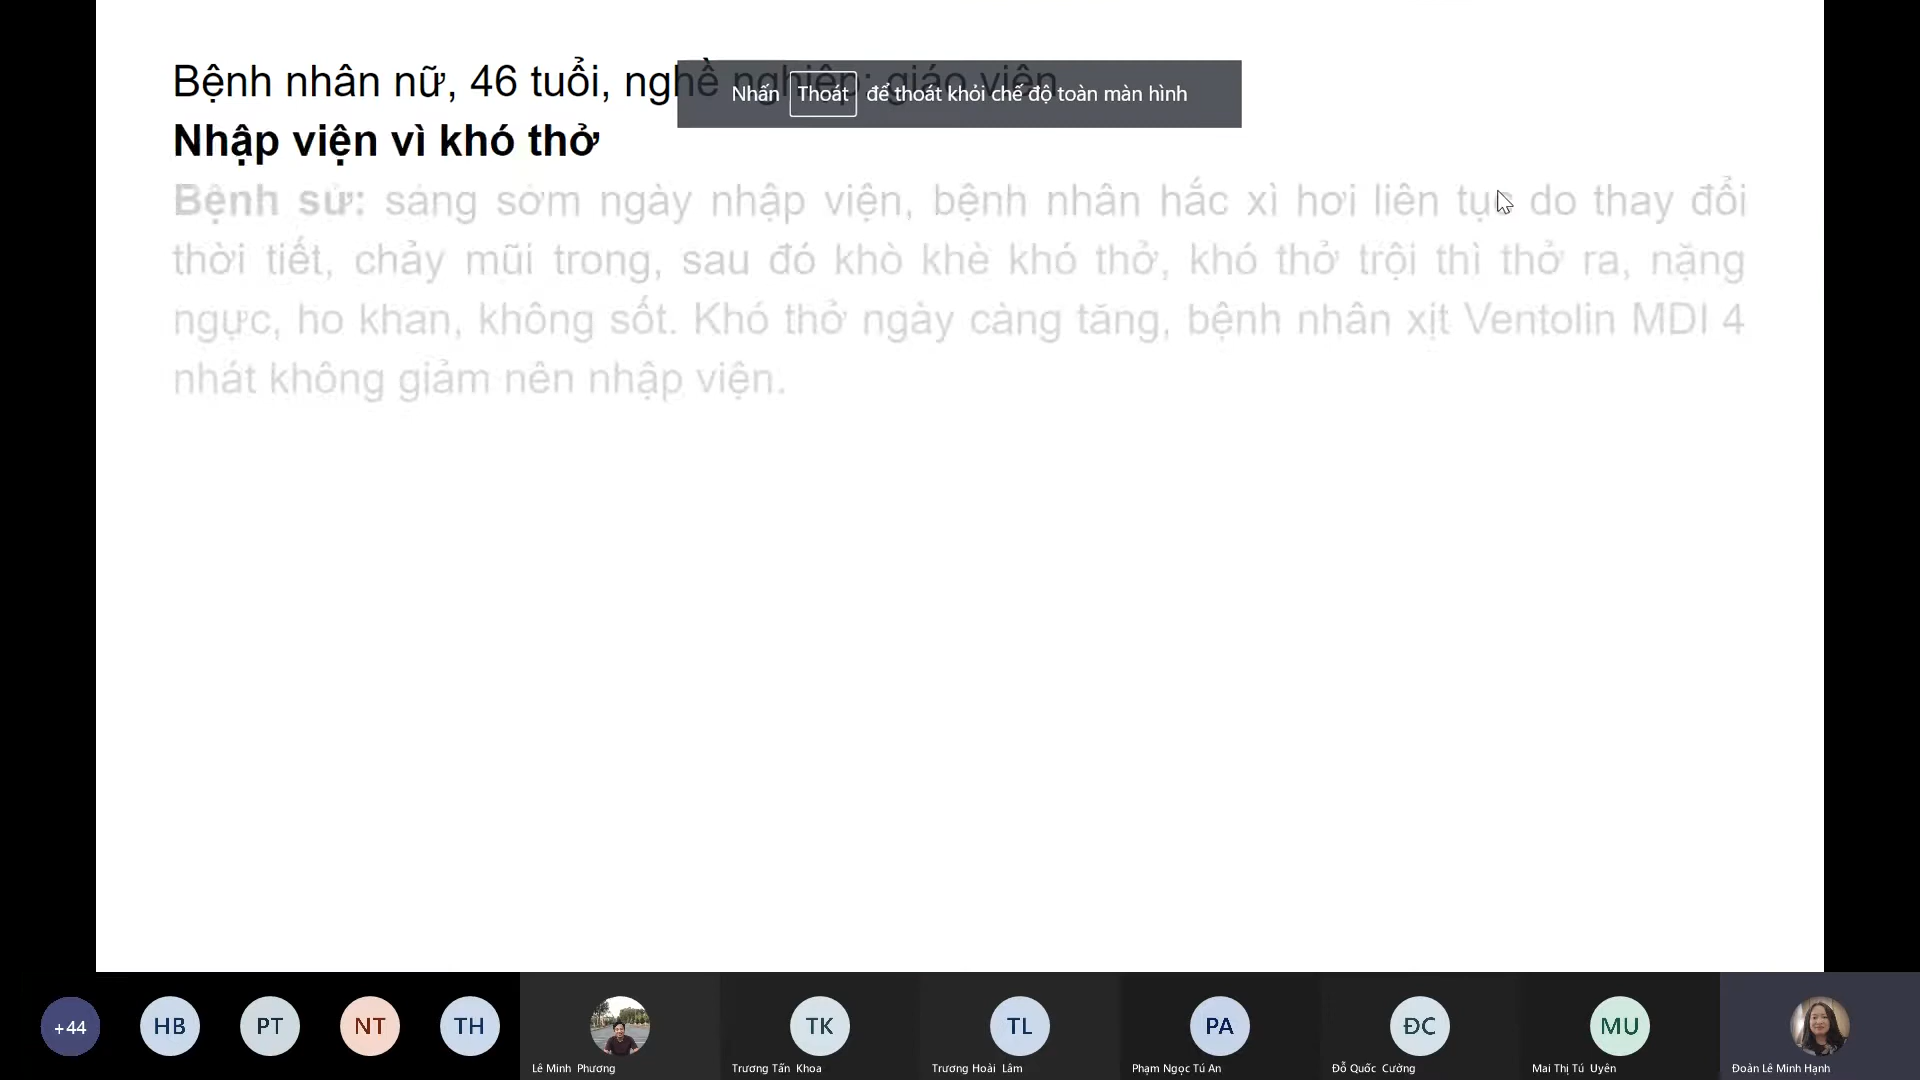 Bệnh nhân nữ, 46 tuổi, nghề nghiệp: giáo viên
Nhấn Thoát để thoát khỏi chế độ toàn màn hình
Nhập viện vì khó thở
Bệnh sử: sáng sớm ngày nhập viện, bệnh nhân hắc xì hơi liên tục do thay đổi
thời tiết, chảy mũi trong, sau đó khò khè khó thở, khó thở trội thì thở ra, nặng
ngực, ho khan, không sốt. Khó thở ngày càng tăng, bệnh nhân xịt Ventolin MDI 4
nhát không giảm nên nhập viện.
+44 HB PT NT TH TK TL PA ĐC MU
Lê Minh Phương Trương Tấn Khoa Trương Hoài Lâm Phạm Ngọc Tú An Đỗ Quốc Cường Mai Thị Tú Uyên Đoàn Lê Minh Hạnh